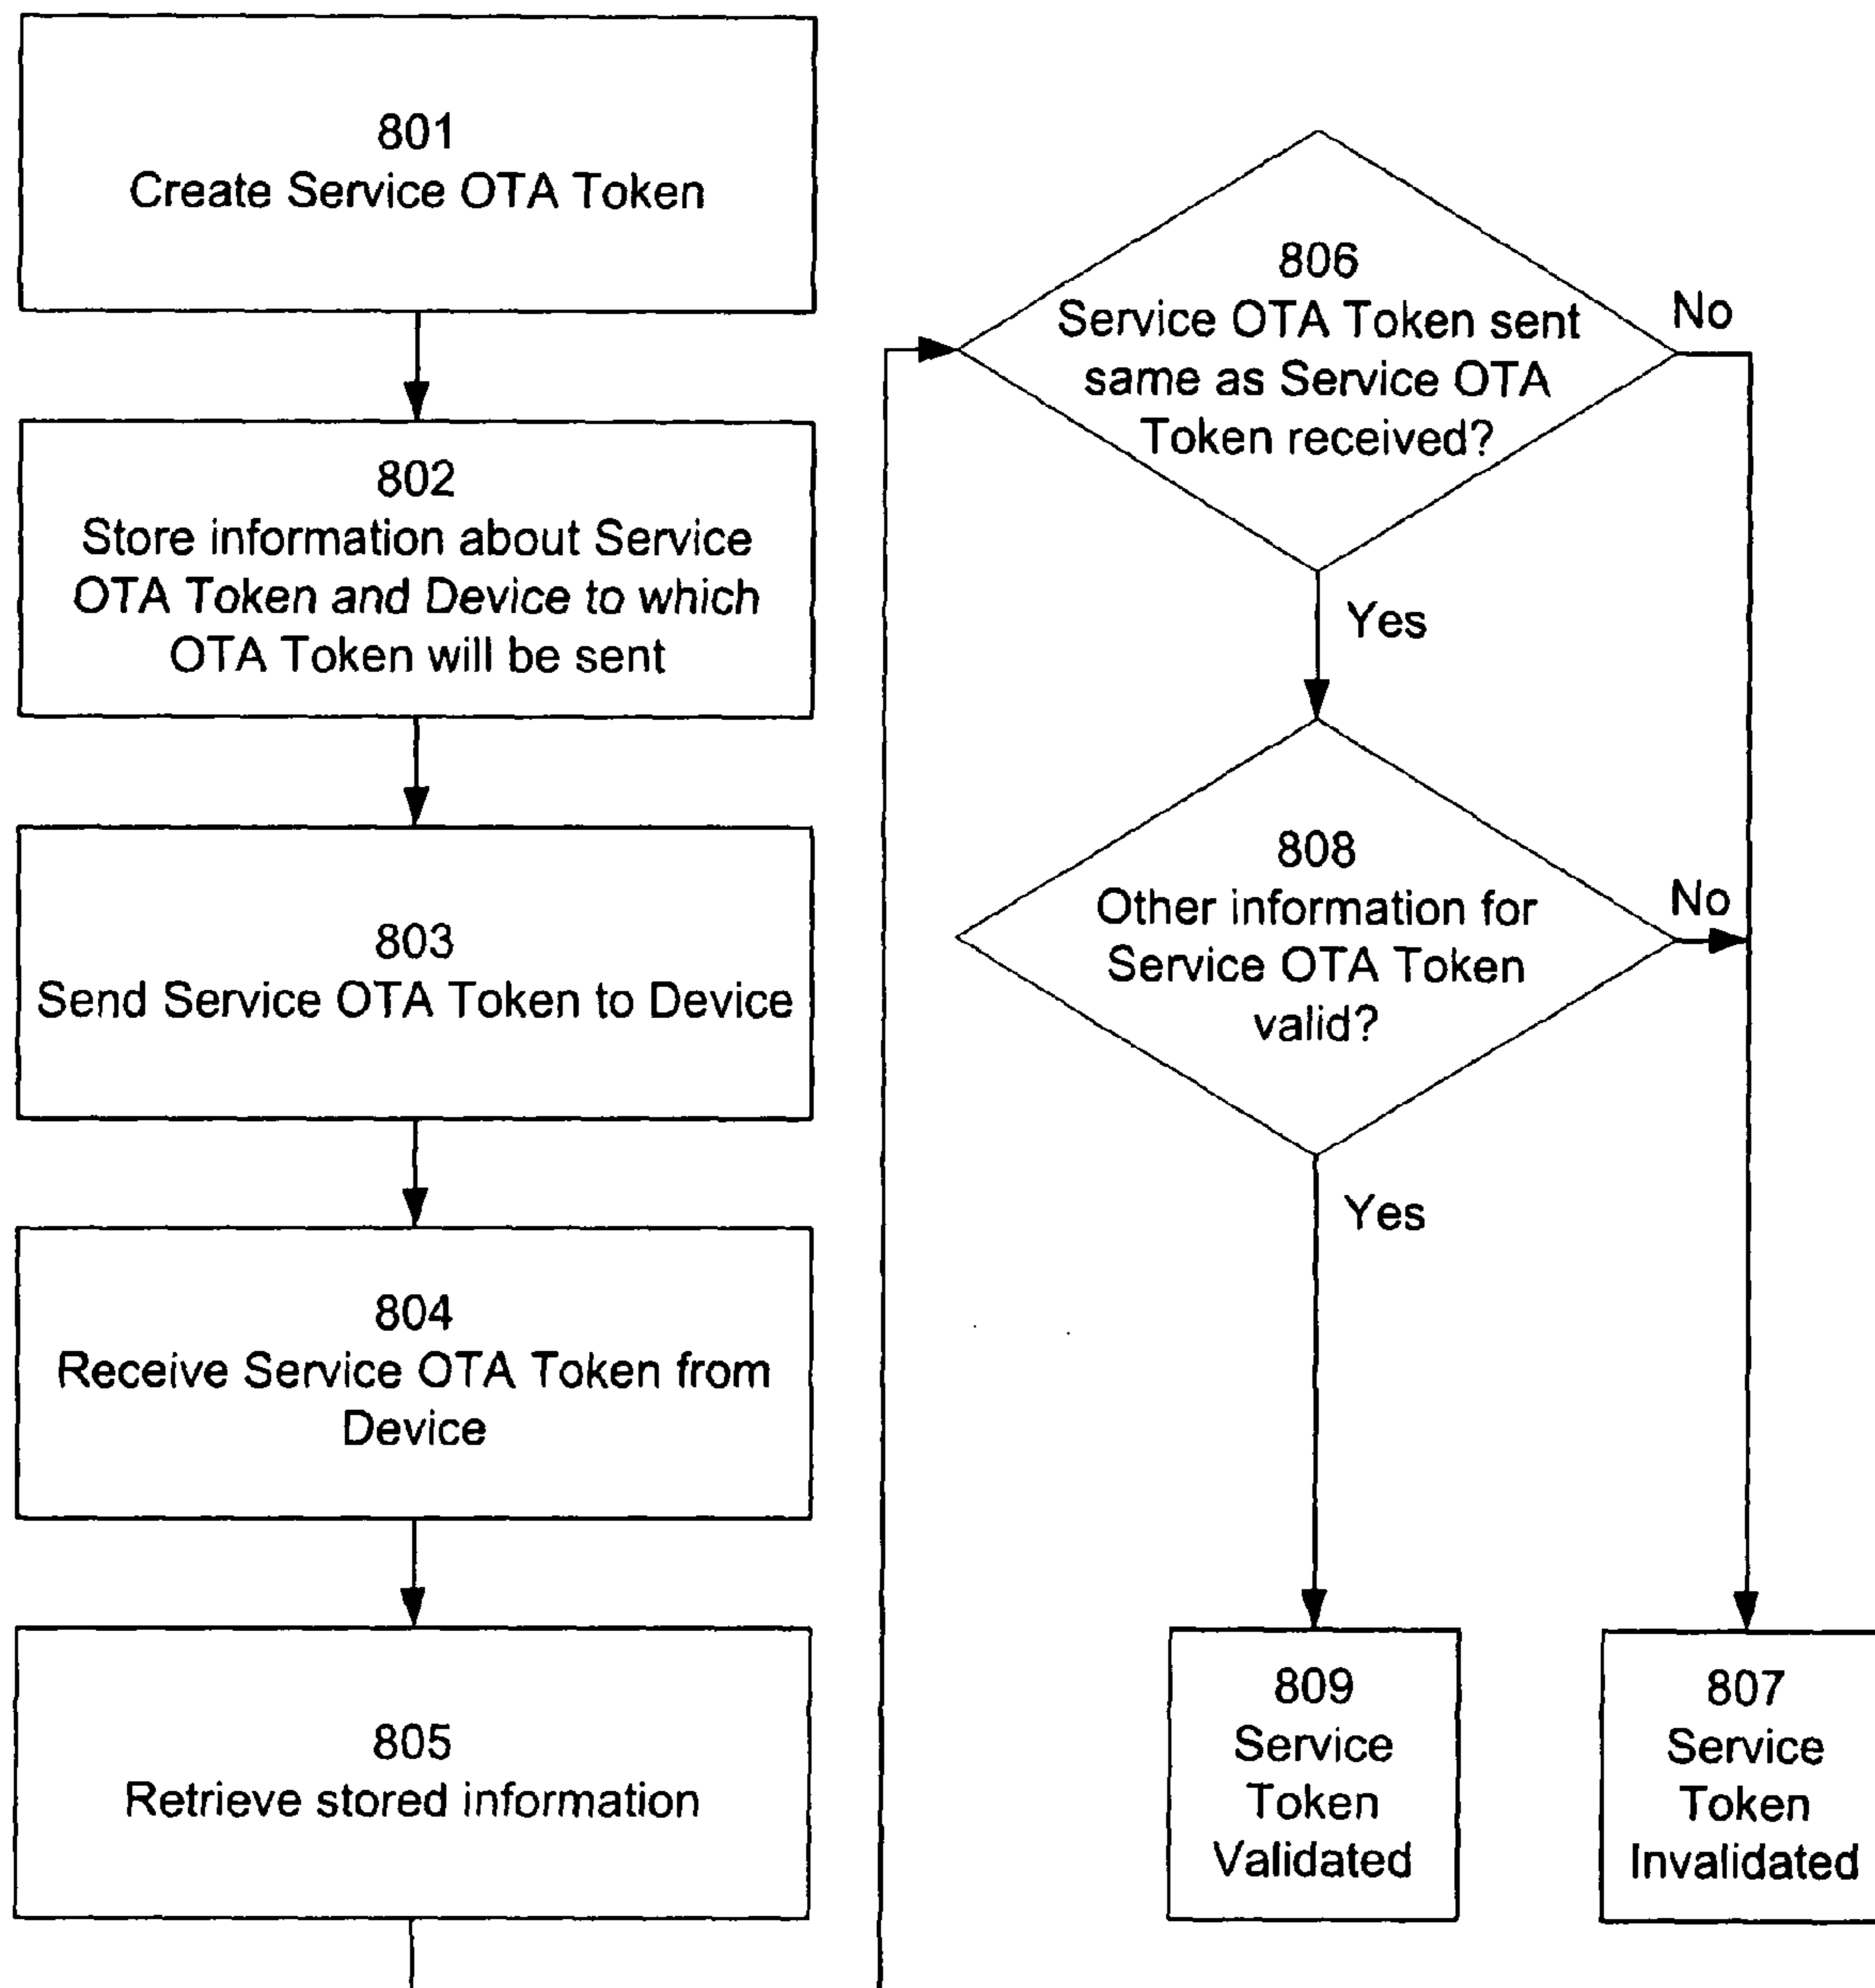 801
Create Service OTA Token
802
Store information about Service
OTA Token and Device to which
OTA Token will be sent
803
Send Service OTA Token to Device
804
Receive Service OTA Token from
Device
805
Retrieve stored information
806
Service OTA Token sent
same as Service OTA
Token received?
No
Yes
808
Other information for
Service OTA Token
valid?
No
Yes
809
Service
Token
Validated
807
Service
Token
Invalidated